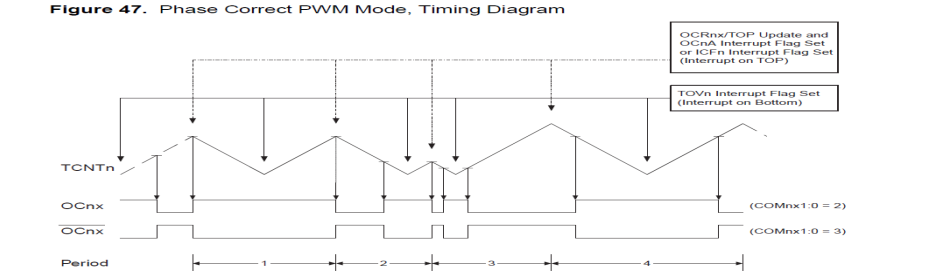 Figure 47. Phase Correct PWM Mode, Timing Diagram
OCRnx/TOP Update and
OCnA Interrupt Flag Set
or ICFn Interrupt Flag Set
(Interrupt on TOP)
TOVn Interrupt Flag Set
(Interrupt on Bottom)
TCNTn
OCnx
(COMnx1:0 = 2)
OCnx
(COMnx1:0 = 3)
Period
1
2
3
4